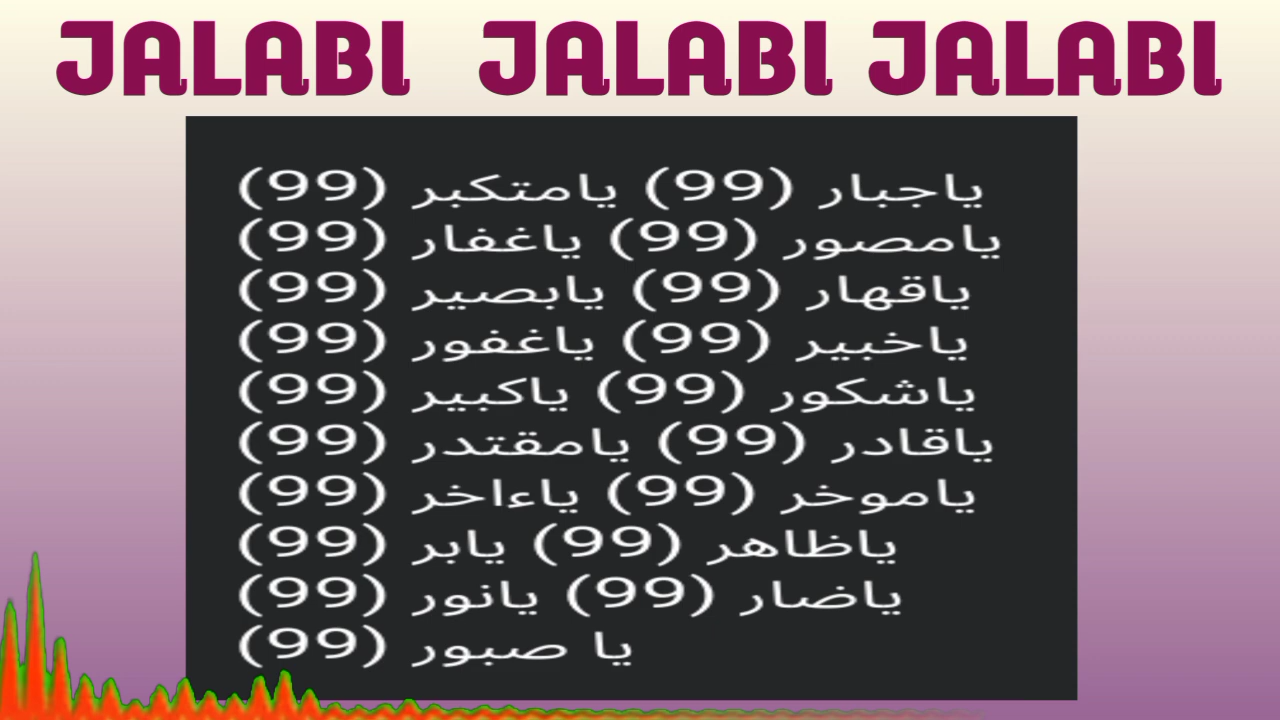 JALABI JALABI JALABI
ياجبار (99) يامتكبر (99)
يامصور (99) ياغفار (99)
ياقهار (99) يابصير (99)
ياخبير (99) ياغفور (99)
ياشكور (99) ياكبير (99)
ياقادر (99) يامقتدر (99)
ياموخر (99) ياءاخر (99)
ياظاهر (99) يابر (99)
ياضار (99) يانور (99)
يا صبور (99)